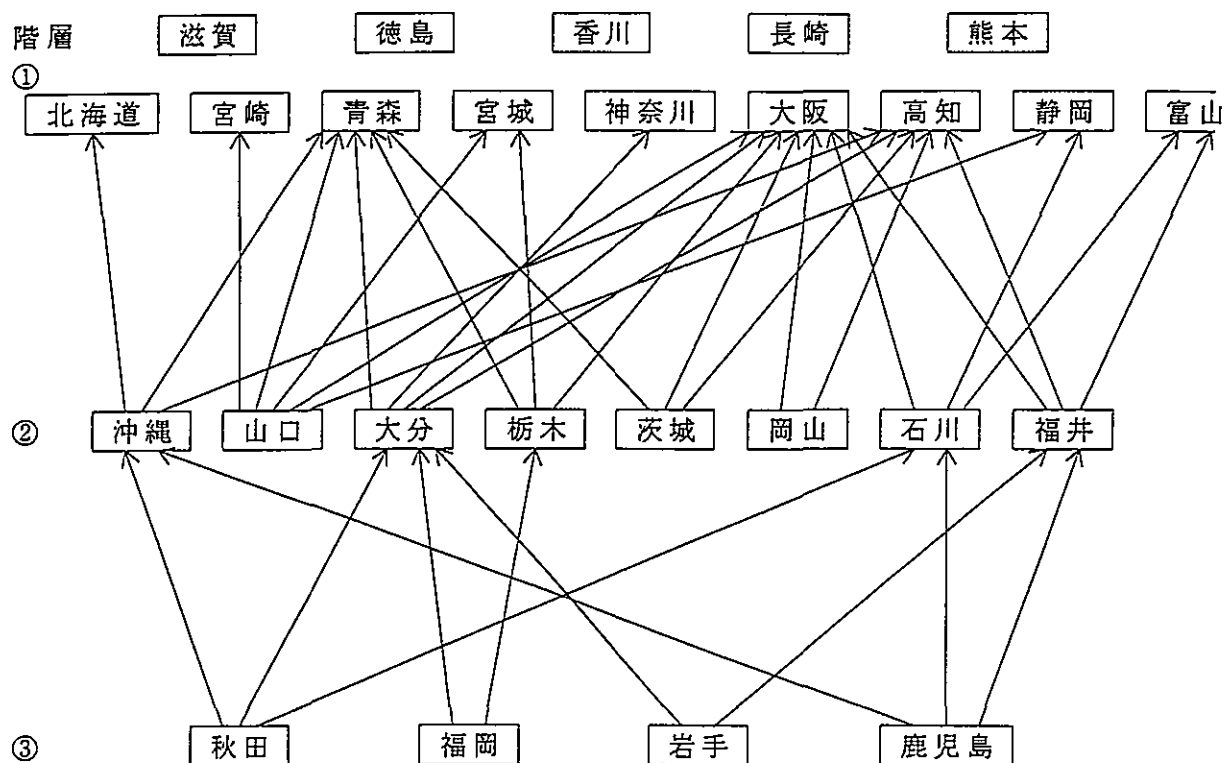 階層 滋賀 徳島 香川 長崎 熊本
①
北海道 宮崎 青森 宮城 神奈川 大阪 高知 静岡 富山
② 沖縄 山口 大分 栃木 茨城 岡山 石川 福井
③ 秋田 福岡 岩手 鹿児島